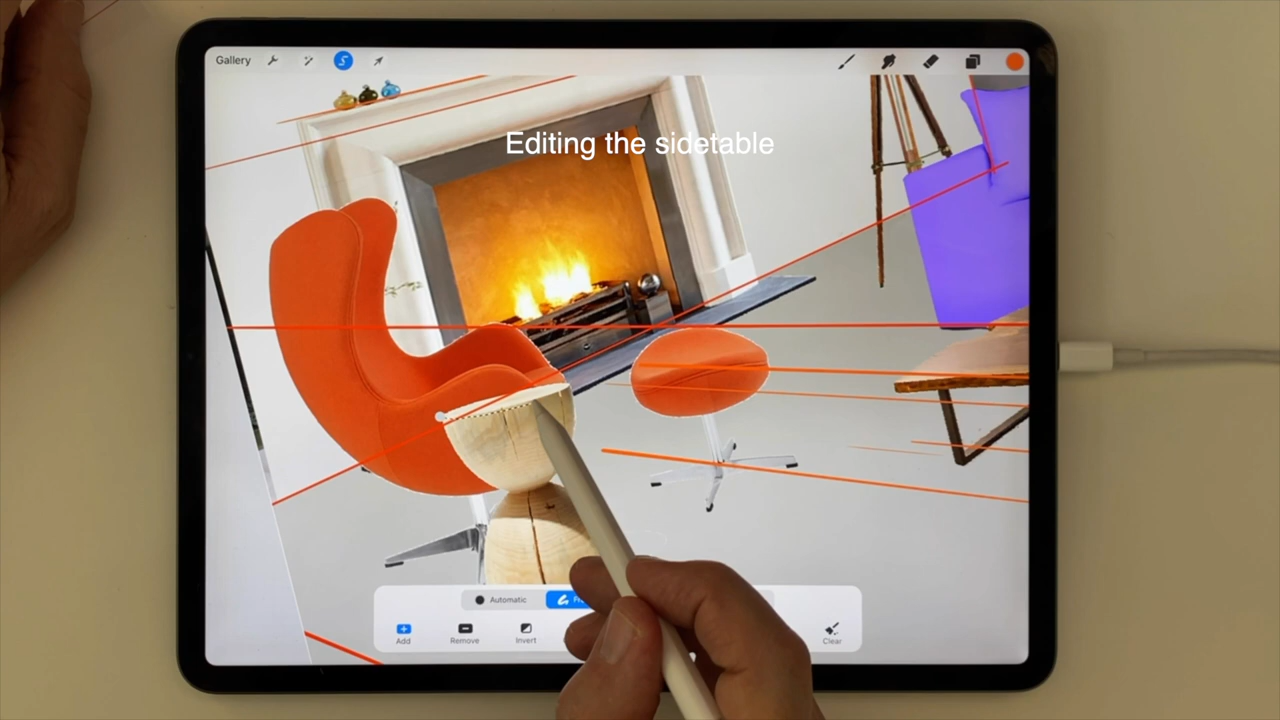 Gallery
Editing the sidetable
Automatic
Add
Remove
Invert
Clear